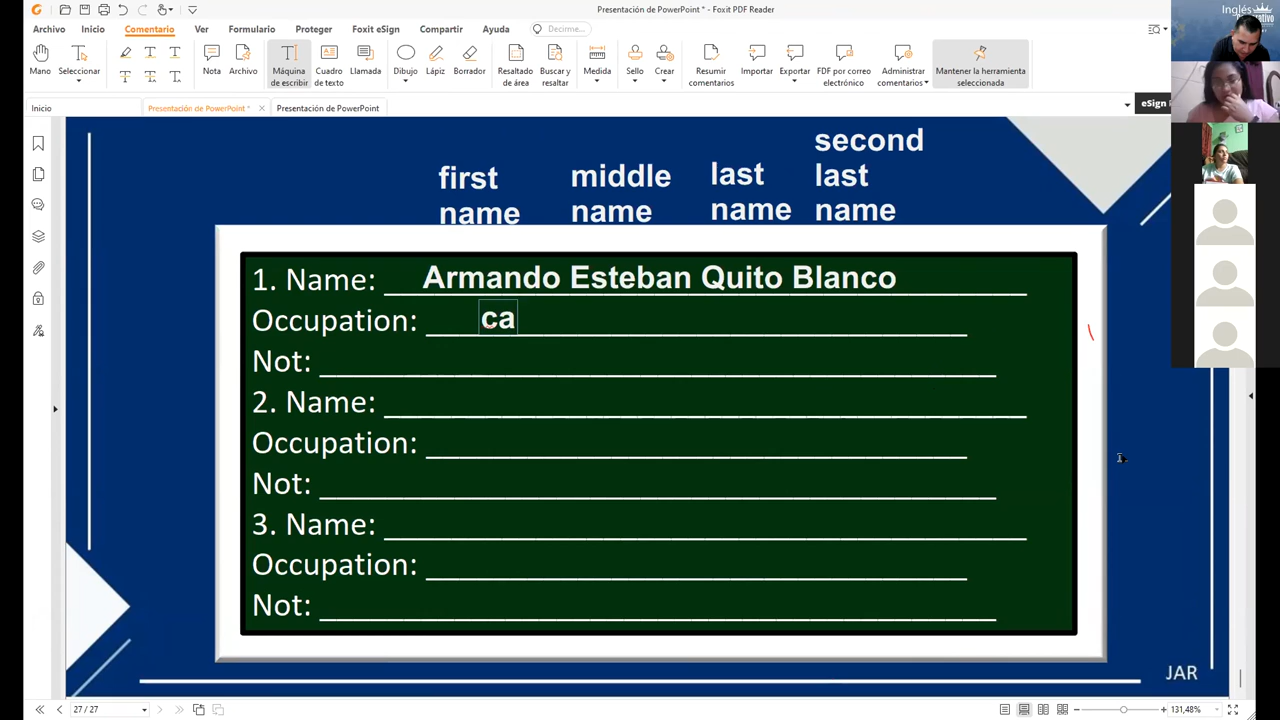 Presentación de PowerPoint * - Foxit PDF Reader
Archivo Inicio Comentario Ver Formulario Proteger Foxit eSign Compartir Ayuda Decirme...
Mano Seleccionar Nota Archivo Máquina de escribir Cuadro de texto Llamada Dibujo Lápiz Borrador Resaltado de área Buscar y resaltar Medida Sello Crear Resumir comentarios Importar Exportar FDP por correo electrónico Administrar comentarios Mantener la herramienta seleccionada
Inicio Presentación de PowerPoint * Presentación de PowerPoint eSign
Inglés
second
first middle last last
name name name name
1. Name: Armando Esteban Quito Blanco
Occupation: ca
Not:
2. Name:
Occupation:
Not:
3. Name:
Occupation:
Not:
JAR
27 / 27 131,48%